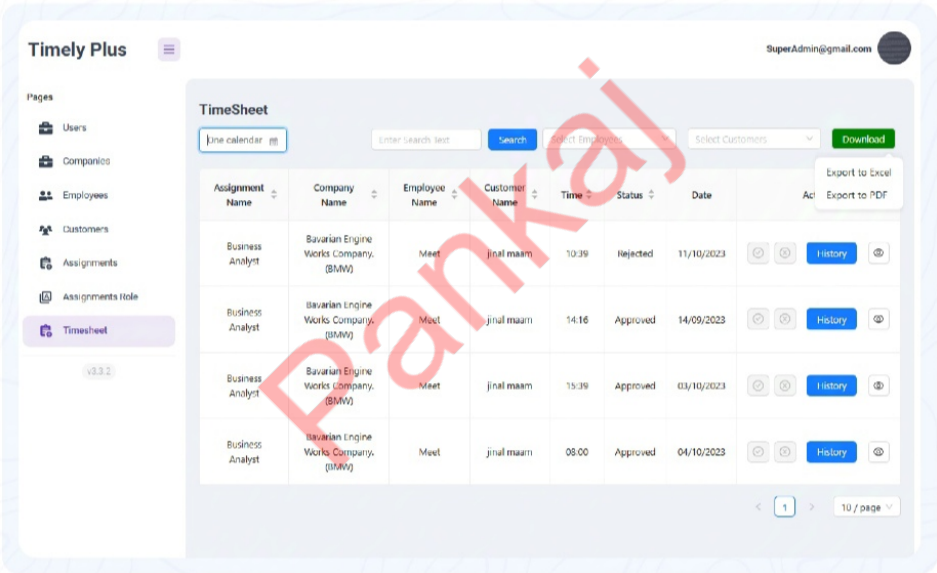 Timely Plus
SuperAdmin@gmail.com
Pages
Users
Companies
Employees
Customers
Assignments
Assignments Role
Timesheet
v3.3.2
TimeSheet
One calendar
Enter Search Text
Search
Select Employees
Select Customers
Download
Export to Excel
Export to PDF
Assignment Name
Company Name
Employee Name
Customer Name
Time
Status
Date
Act
Business Analyst
Bavarian Engine Works Company. (BMW)
Meet
jinal maam
10:39
Rejected
11/10/2023
History
Business Analyst
Bavarian Engine Works Company. (BMW)
Meet
jinal maam
14:16
Approved
14/09/2023
History
Business Analyst
Bavarian Engine Works Company. (BMW)
Meet
jinal maam
15:39
Approved
03/10/2023
History
Business Analyst
Bavarian Engine Works Company. (BMW)
Meet
jinal maam
08:00
Approved
04/10/2023
History
1
10 / page
Pankaj